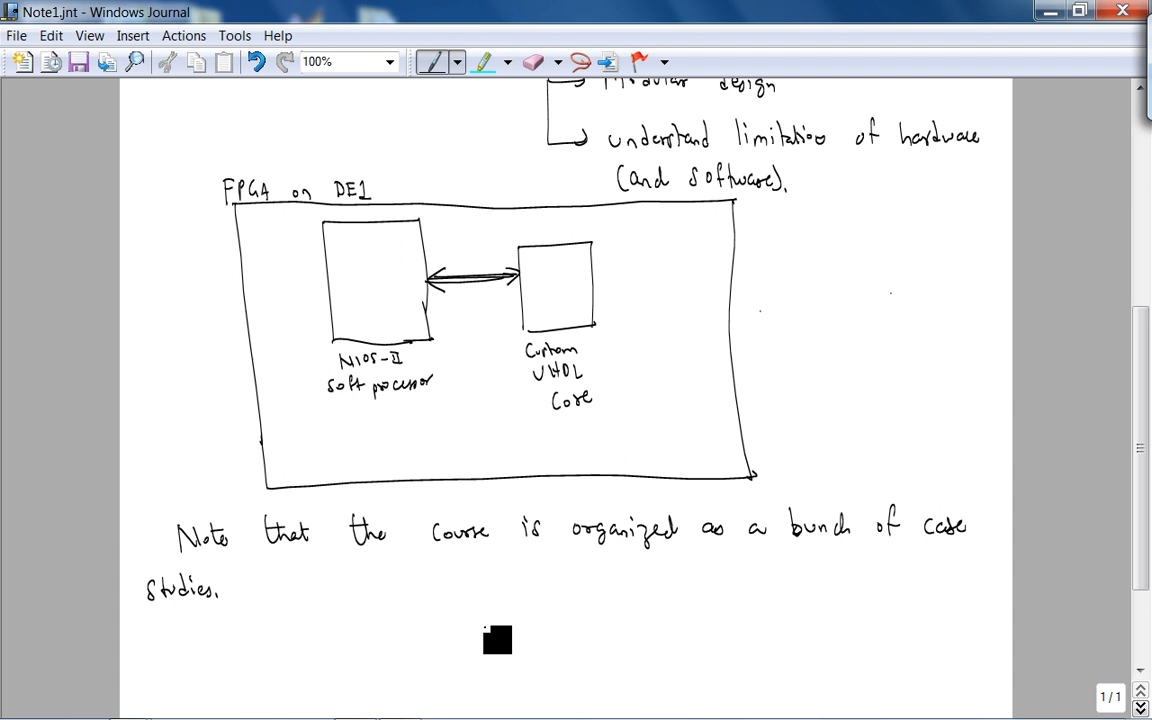 Note1.jnt - Windows Journal
File Edit View Insert Actions Tools Help
100%
Modular design
understand limitation of hardware
(and software).
FPGA on DE1
NIOS-II
soft processor
Custom
VHDL
Core
Note that the course is organized as a bunch of case
studies.
1 / 1